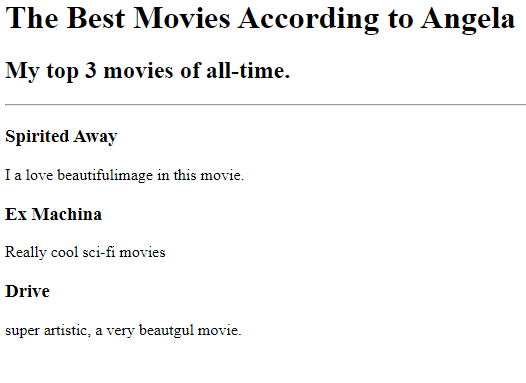 The Best Movies According to Angela
My top 3 movies of all-time.
Spirited Away
I a love beautifulimage in this movie.
Ex Machina
Really cool sci-fi movies
Drive
super artistic, a very beautgul movie.